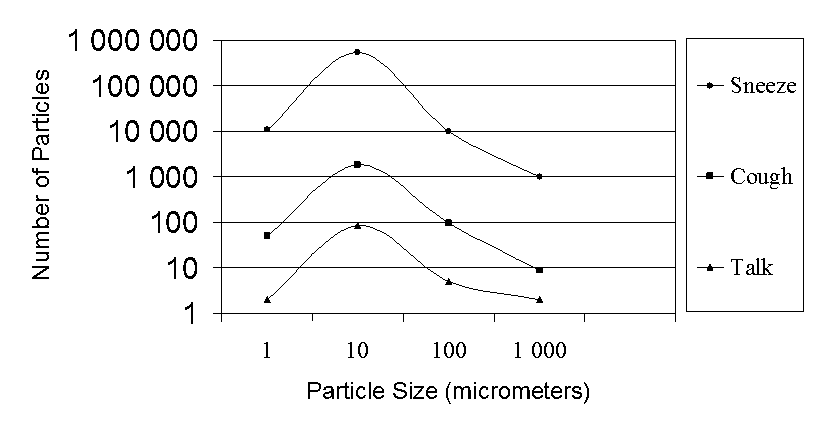 1 000 000
100 000
10 000
1 000
100
10
1
Number of Particles
1 10 100 1 000
Particle Size (micrometers)
Sneeze
Cough
Talk